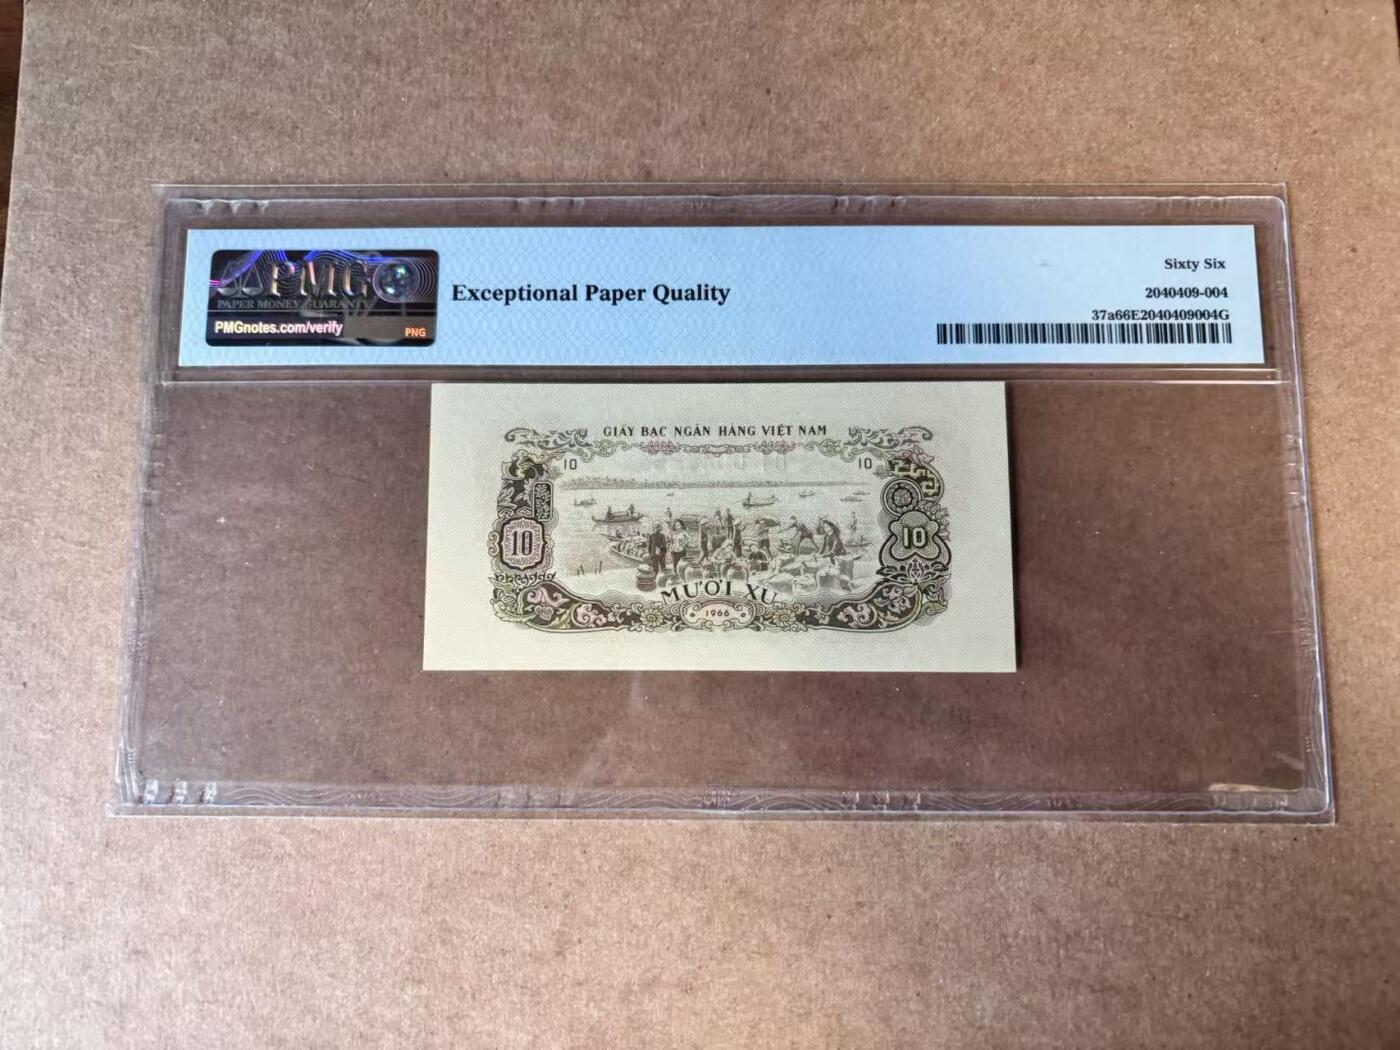 PMG
PAPER MONEY GUARANTY
PMGnotes.com/verify
PNG
Exceptional Paper Quality
Sixty Six
2040409-004
37a66E2040409004G
GIẤY BẠC NGÂN HÀNG VIỆT NAM
10 10
10 10
MƯỜI XU
1966